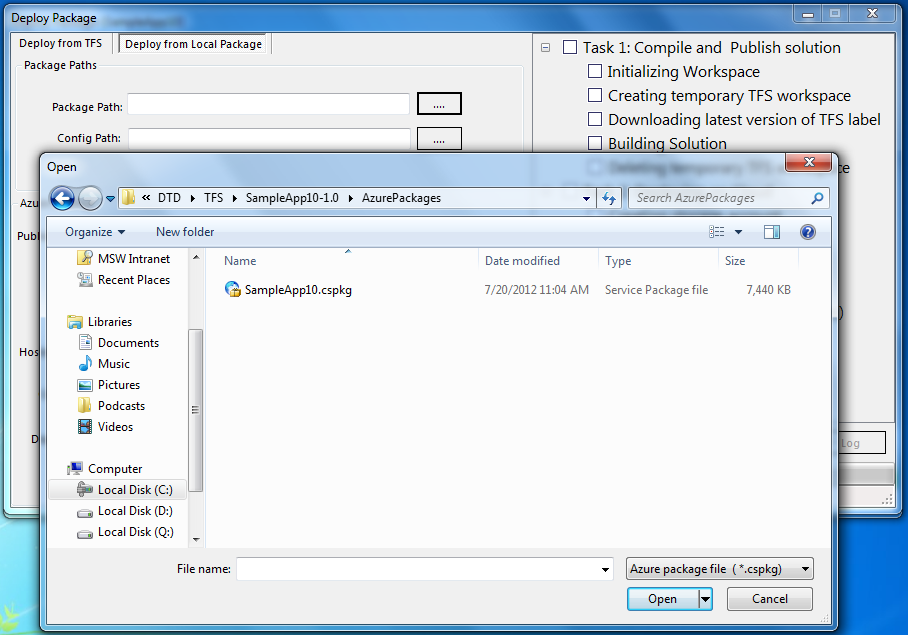 Deploy Package
Deploy from TFS
Deploy from Local Package
Package Paths
Package Path:
....
Config Path:
....
Task 1: Compile and  Publish solution
Initializing Workspace
Creating temporary TFS workspace
Downloading latest version of TFS label
Building Solution
Deleting temporary TFS workspace
Azu
Publ
Hos
D
Log
Open
« DTD TFS SampleApp10-1.0 AzurePackages
Search AzurePackages
Organize
New folder
MSW Intranet
Recent Places
Libraries
Documents
Music
Pictures
Podcasts
Videos
Computer
Local Disk (C:)
Local Disk (D:)
Local Disk (Q:)
Name Date modified Type Size
SampleApp10.cspkg 7/20/2012 11:04 AM Service Package file 7,440 KB
File name:
Azure package file  ( *.cspkg)
Open
Cancel